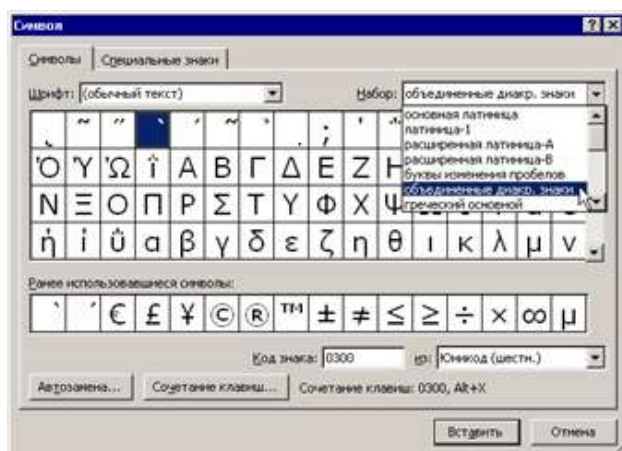 Символ
Символы Специальные знаки
Шрифт: (обычный текст) Набор: объединенные диакр. знаки
основная латиница
латиница-1
расширенная латиница-A
расширенная латиница-B
буквы изменения пробелов
объединенные диакр. знаки
греческий основной
Ὸ Ὺ Ὼ ΐ Α Β Γ Δ Ε Ζ Η
Ν Ξ Ο Π Ρ Σ Τ Υ Φ Χ Ψ
ή ί ΰ α β γ δ ε ζ η θ ι κ λ μ ν
Ранее использовавшиеся символы:
̀ ́ € £ ¥ © ® ™ ± ≠ ≤ ≥ ÷ × ∞ µ
Код знака: 0300 из: Юникод (шестн.)
Автозамена... Сочетание клавиш... Сочетание клавиш: 0300, Alt+X
Вставить Отмена